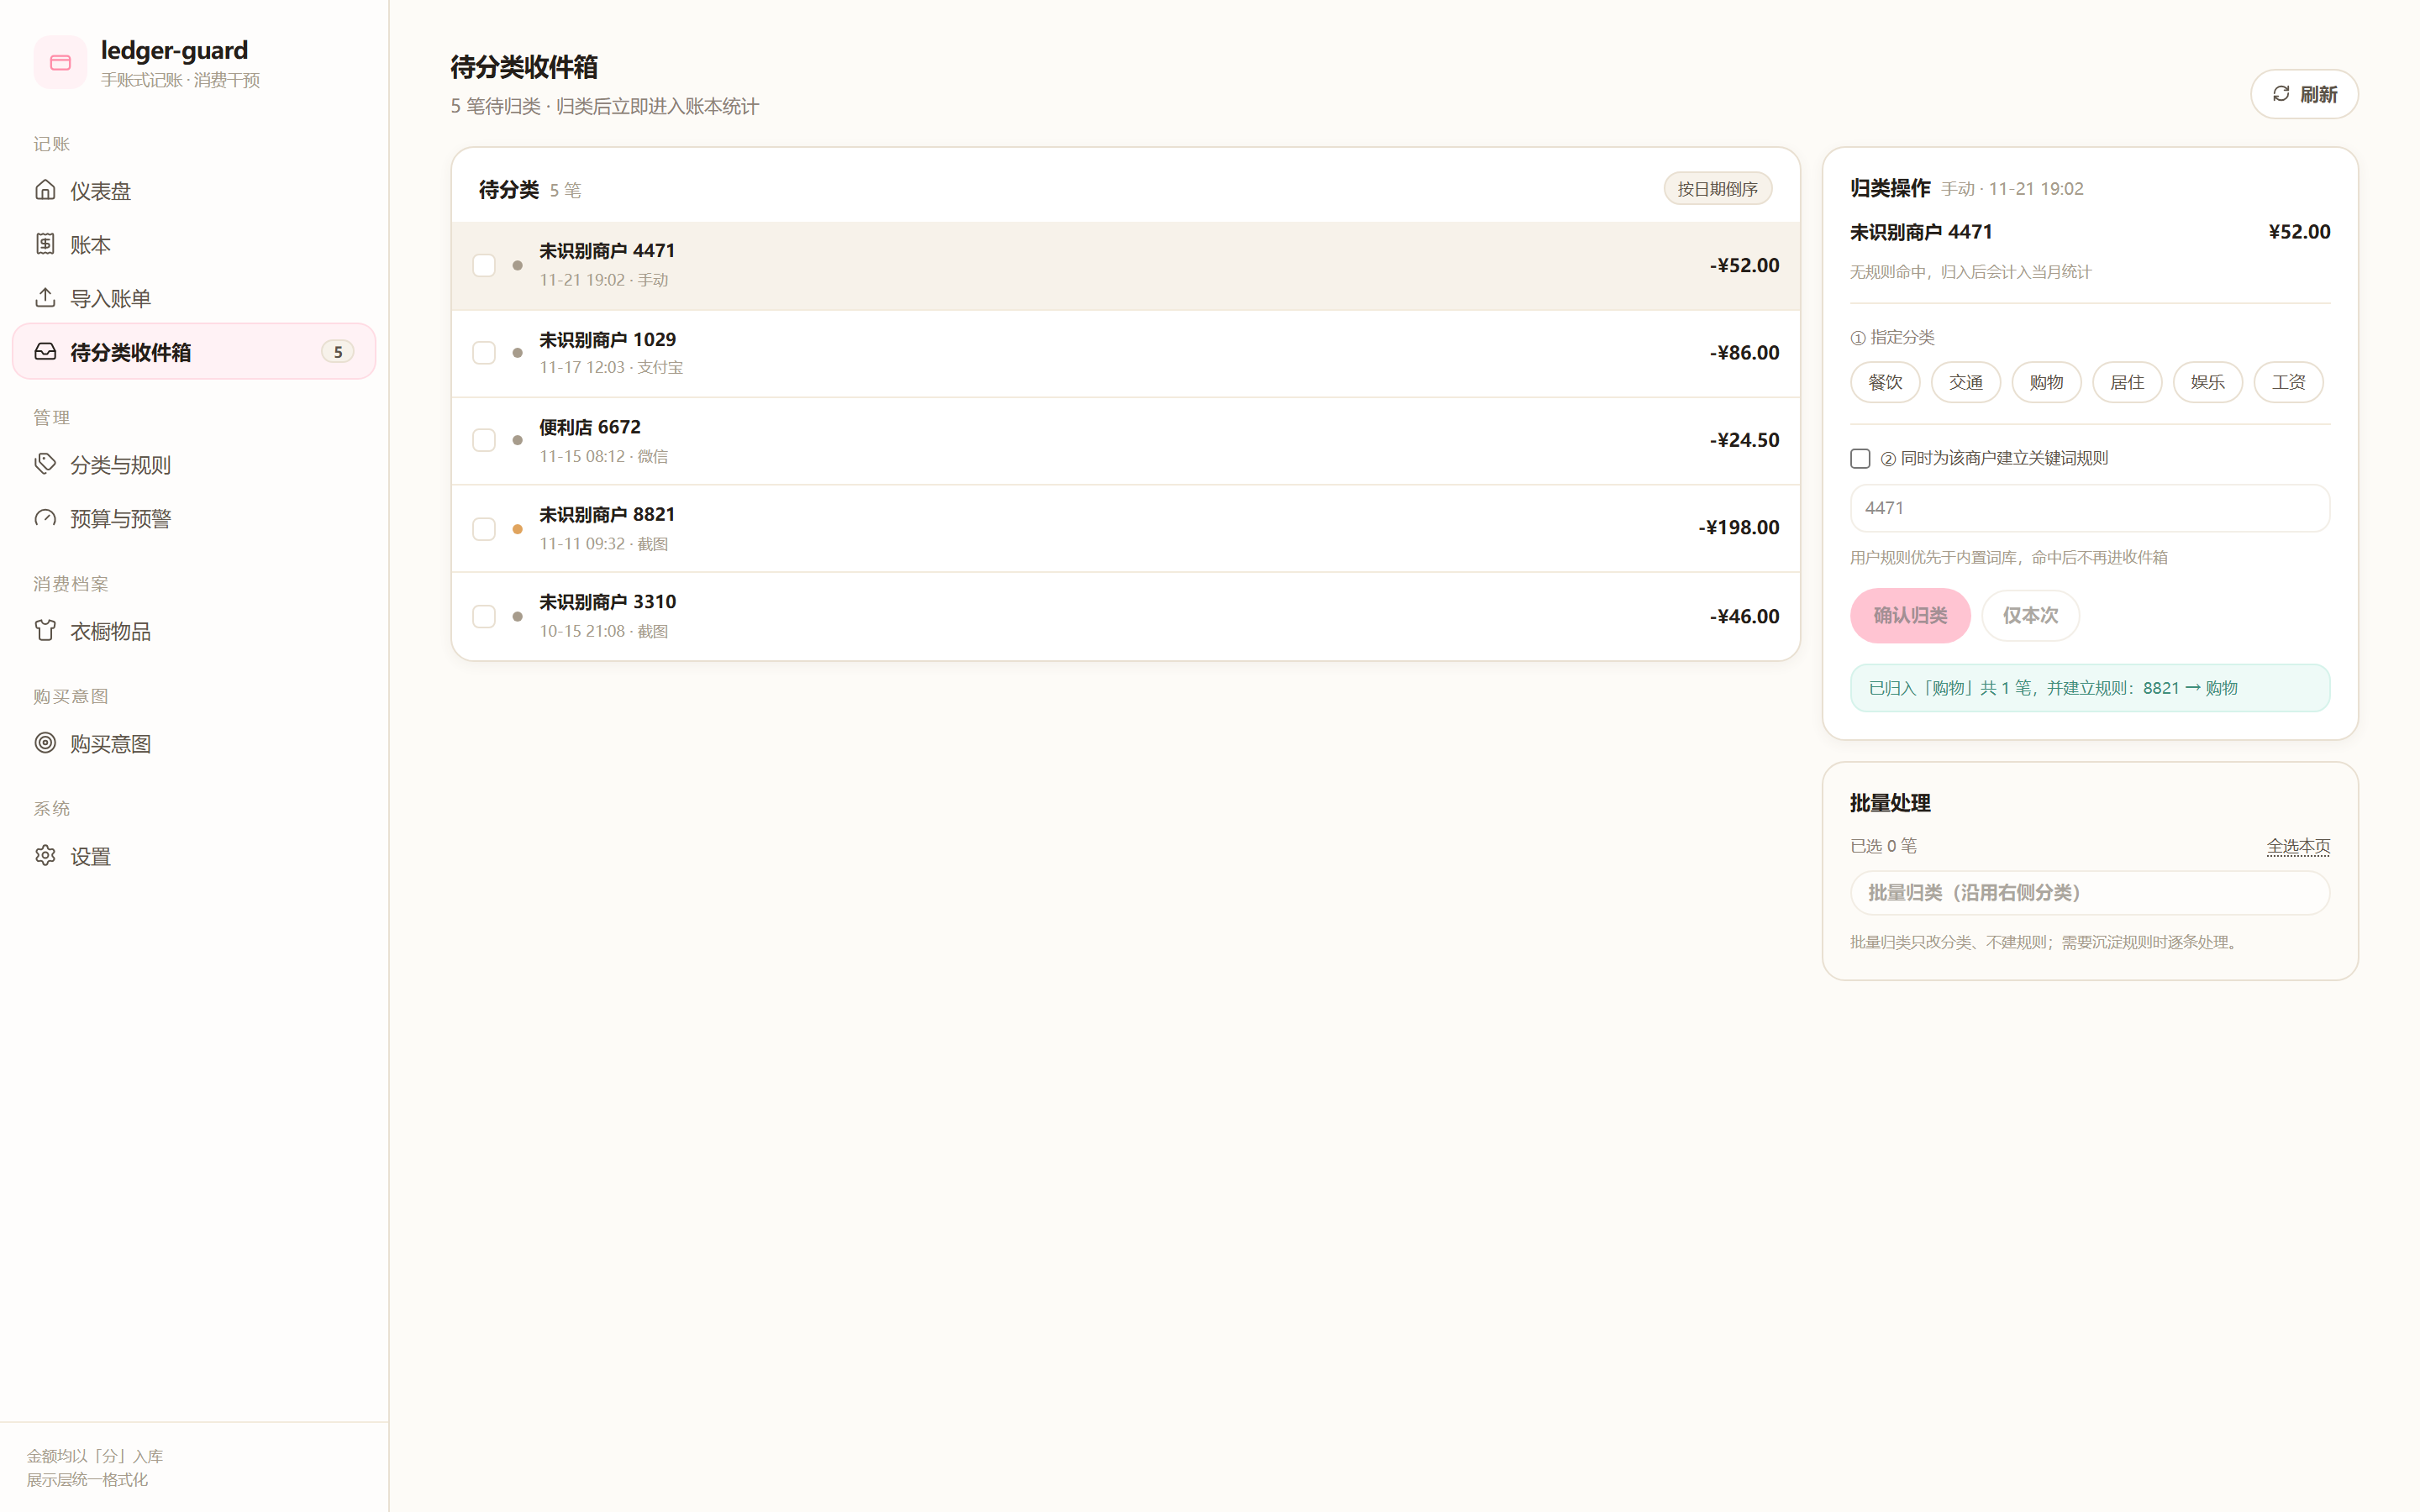 ledger-guard
手账式记账 · 消费干预
记账
仪表盘
账本
导入账单
待分类收件箱 5
管理
分类与规则
预算与预警
消费档案
衣橱物品
购买意图
购买意图
系统
设置
金额均以「分」入库
展示层统一格式化
待分类收件箱
5 笔待归类 · 归类后立即进入账本统计
刷新
待分类 5 笔
按日期倒序
未识别商户 4471
11-21 19:02 · 手动
-¥52.00
未识别商户 1029
11-17 12:03 · 支付宝
-¥86.00
便利店 6672
11-15 08:12 · 微信
-¥24.50
未识别商户 8821
11-11 09:32 · 截图
-¥198.00
未识别商户 3310
10-15 21:08 · 截图
-¥46.00
归类操作 手动 · 11-21 19:02
未识别商户 4471 ¥52.00
无规则命中，归入后会计入当月统计
① 指定分类
餐饮 交通 购物 居住 娱乐 工资
② 同时为该商户建立关键词规则
4471
用户规则优先于内置词库，命中后不再进收件箱
确认归类 仅本次
已归入「购物」共 1 笔，并建立规则：8821 → 购物
批量处理
已选 0 笔 全选本页
批量归类（沿用右侧分类）
批量归类只改分类、不建规则；需要沉淀规则时逐条处理。